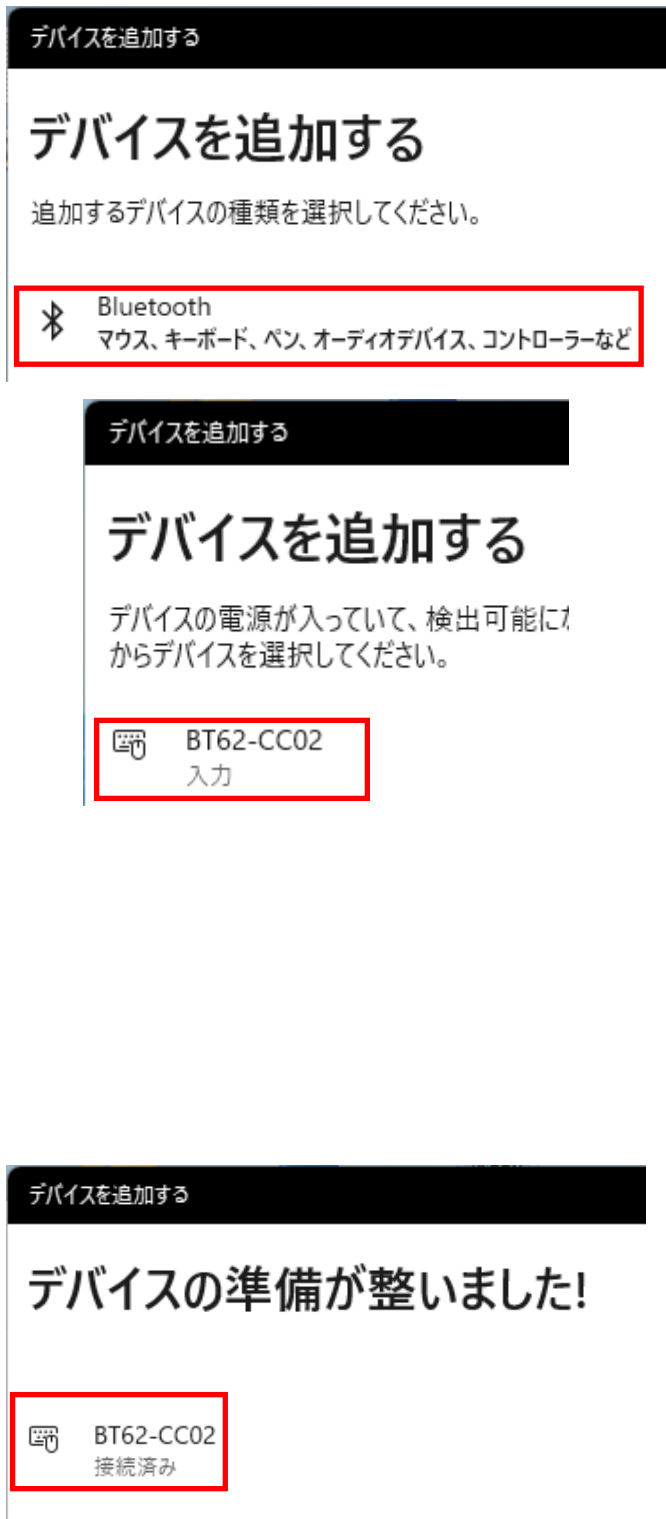 デバイスを追加する
デバイスを追加する
追加するデバイスの種類を選択してください。
Bluetooth
マウス、キーボード、ペン、オーディオデバイス、コントローラーなど
デバイスを追加する
デバイスを追加する
デバイスの電源が入っていて、検出可能に
からデバイスを選択してください。
BT62-CC02
入力
デバイスを追加する
デバイスの準備が整いました!
BT62-CC02
接続済み